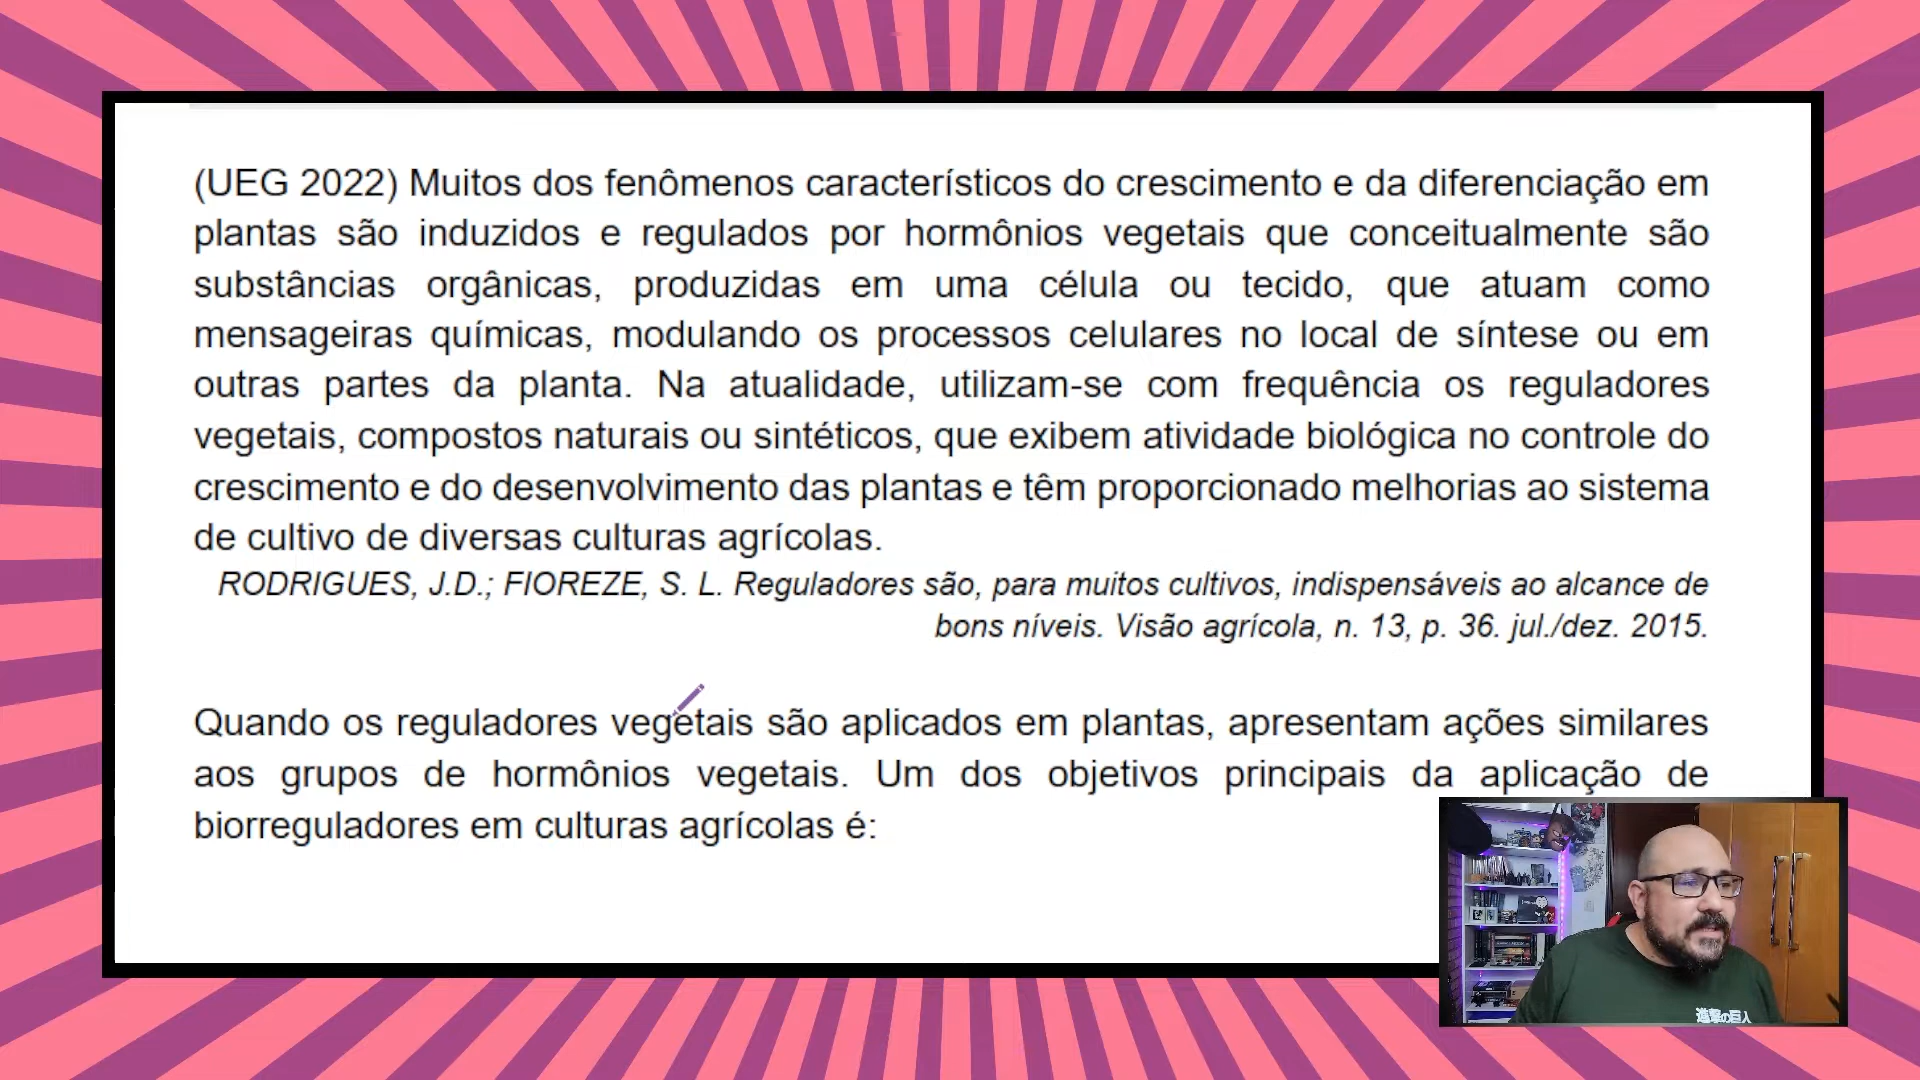 (UEG 2022) Muitos dos fenômenos característicos do crescimento e da diferenciação em
plantas são induzidos e regulados por hormônios vegetais que conceitualmente são
substâncias orgânicas, produzidas em uma célula ou tecido, que atuam como
mensageiras químicas, modulando os processos celulares no local de síntese ou em
outras partes da planta. Na atualidade, utilizam-se com frequência os reguladores
vegetais, compostos naturais ou sintéticos, que exibem atividade biológica no controle do
crescimento e do desenvolvimento das plantas e têm proporcionado melhorias ao sistema
de cultivo de diversas culturas agrícolas.
RODRIGUES, J.D.; FIOREZE, S. L. Reguladores são, para muitos cultivos, indispensáveis ao alcance de
bons níveis. Visão agrícola, n. 13, p. 36. jul./dez. 2015.
Quando os reguladores vegetais são aplicados em plantas, apresentam ações similares
aos grupos de hormônios vegetais. Um dos objetivos principais da aplicação de
biorreguladores em culturas agrícolas é:
進撃の巨人